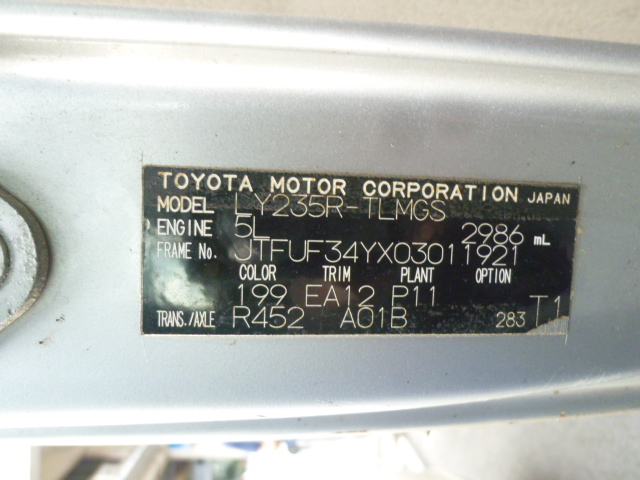 TOYOTA MOTOR CORPORATION JAPAN
MODEL LY235R-TLMGS
ENGINE 5L 2986 mL
FRAME No. JTFUF34YX03011921
COLOR TRIM PLANT OPTION
199 EA12 P11
TRANS./AXLE R452 A01B 283 T1